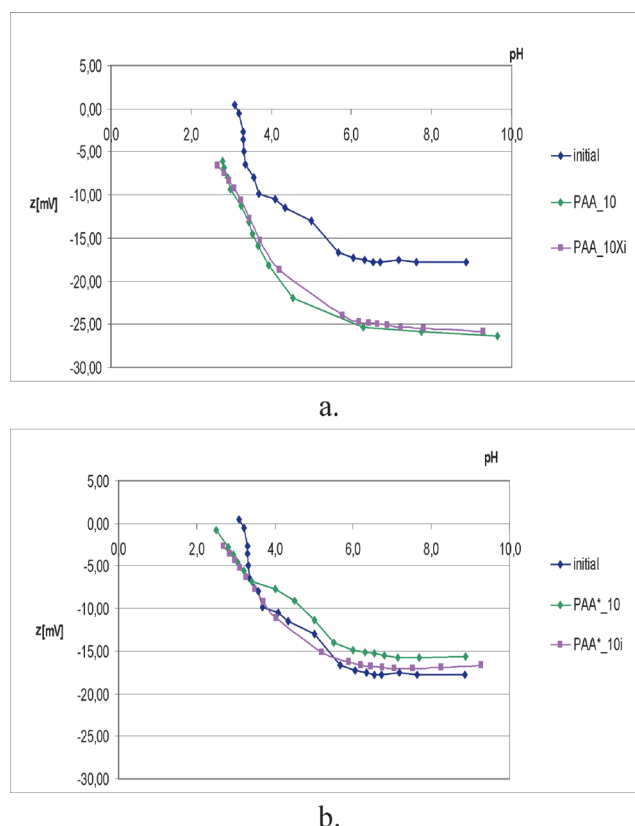 pH
5,00
0,00
0,0 2,0 4,0 6,0 8,0 10,0
-5,00
-10,00
z[mV]
-15,00
-20,00
-25,00
-30,00
initial
PAA_10
PAA_10Xi
a.
pH
5,00
0,00
0,0 2,0 4,0 6,0 8,0 10,0
-5,00
-10,00
z[mV]
-15,00
-20,00
-25,00
-30,00
initial
PAA*_10
PAA*_10i
b.